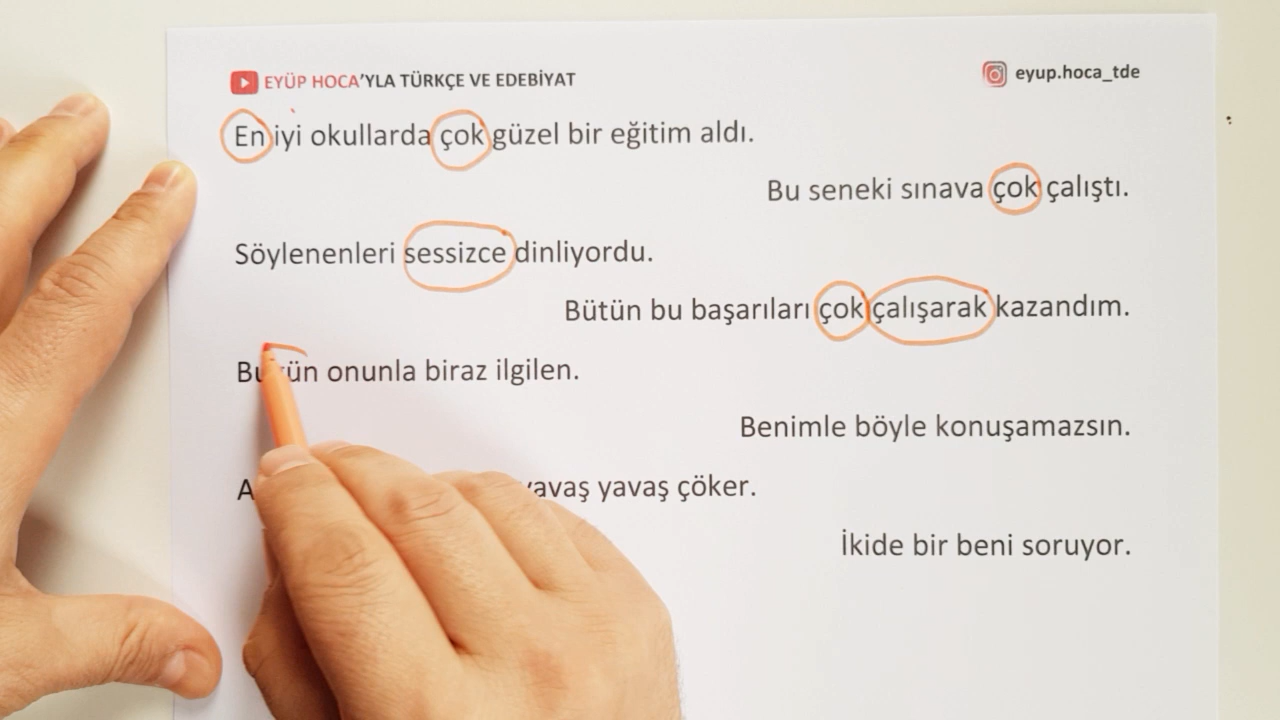 EYÜP HOCA'YLA TÜRKÇE VE EDEBİYAT
eyup.hoca_tde
En iyi okullarda çok güzel bir eğitim aldı.
Bu seneki sınava çok çalıştı.
Söylenenleri sessizce dinliyordu.
Bütün bu başarıları çok çalışarak kazandım.
onunla biraz ilgilen.
Benimle böyle konuşamazsın.
yavaş çöker.
İkide bir beni soruyor.